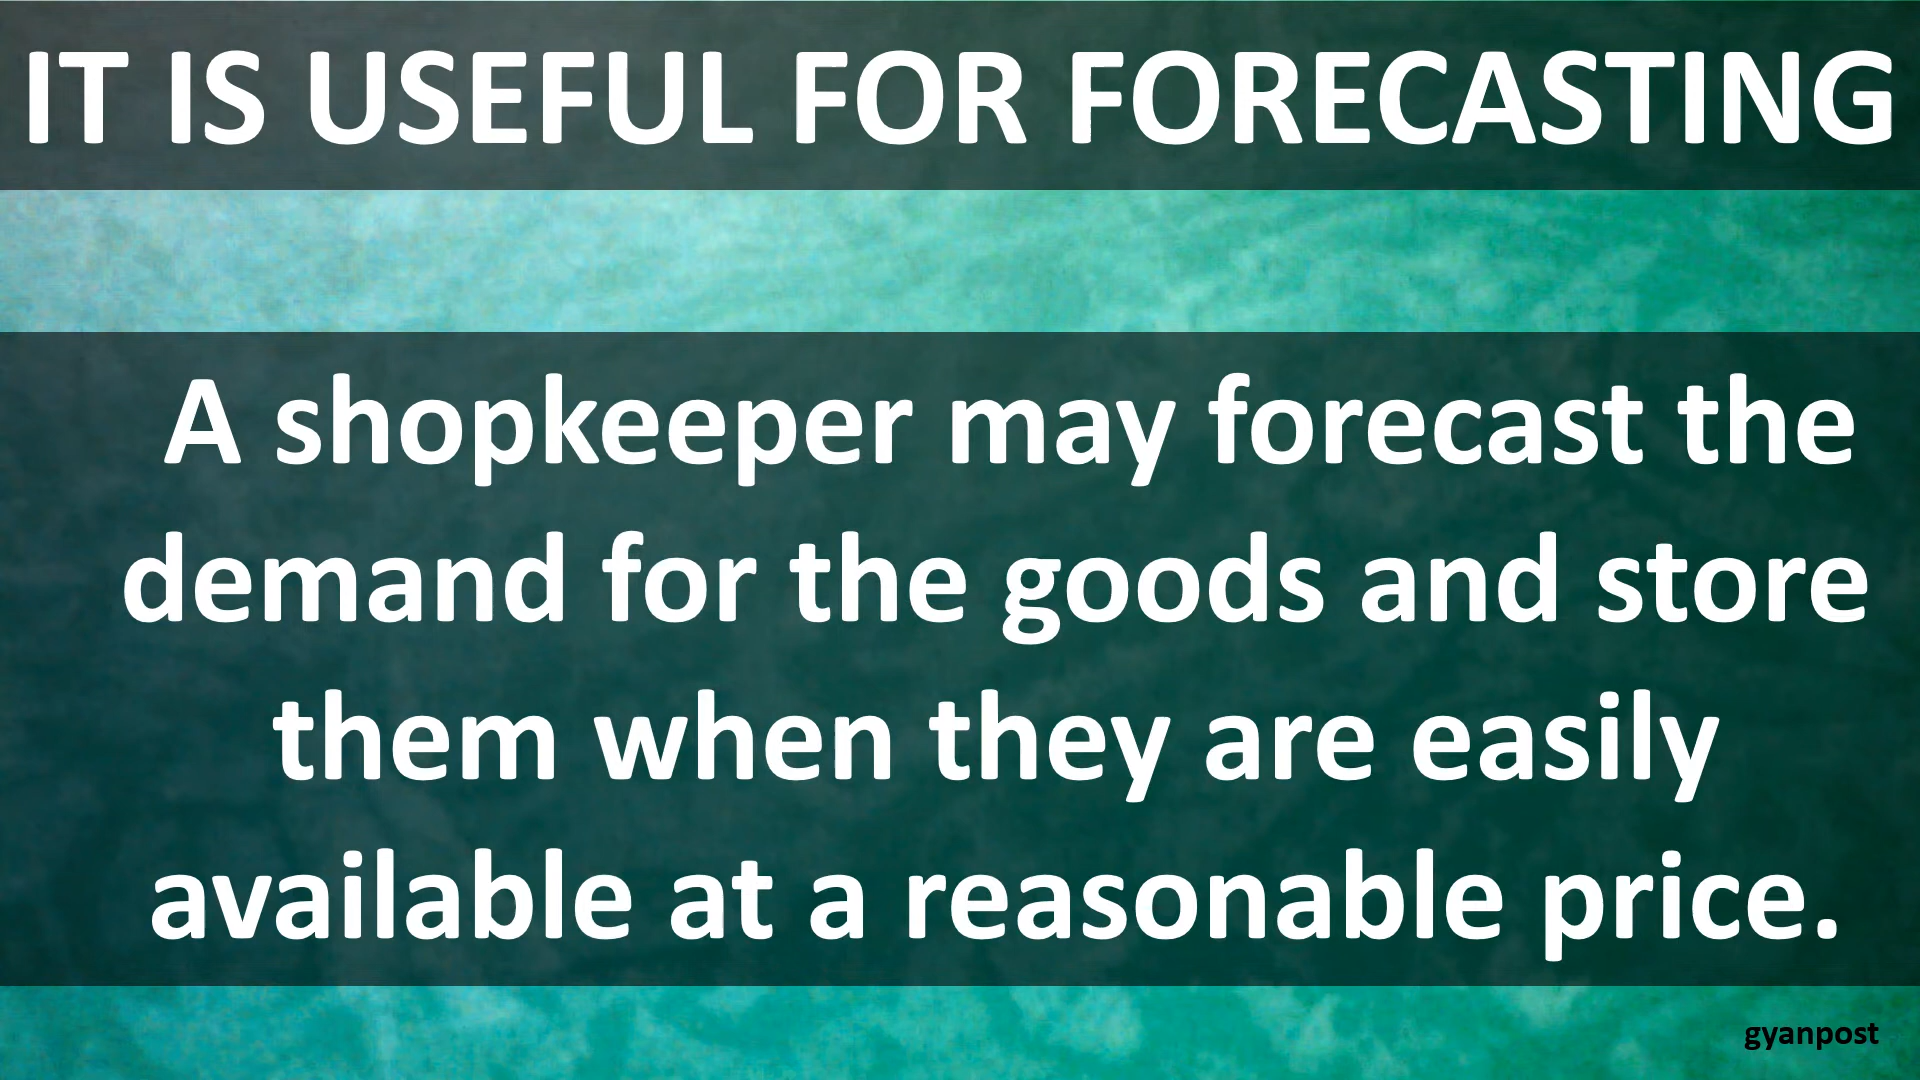 IT IS USEFUL FOR FORECASTING
A shopkeeper may forecast the
demand for the goods and store
them when they are easily
available at a reasonable price.
gyanpost